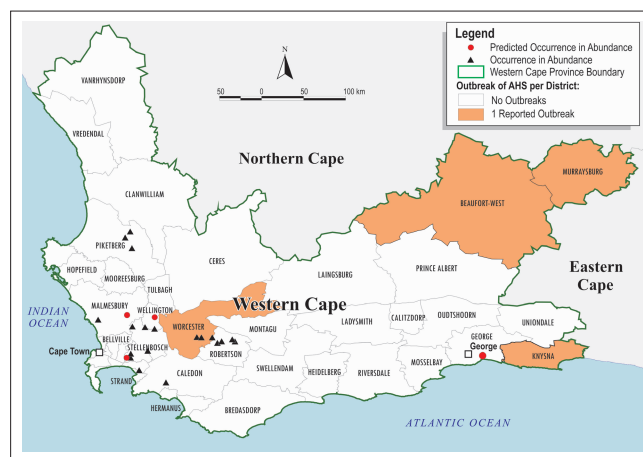 Legend
Predicted Occurrence in Abundance
Occurrence in Abundance
Western Cape Province Boundary
Outbreak of AHS per District:
No Outbreaks
1 Reported Outbreak
N
50 0 50 100 km
VANRHYNSDORP
VREDENDAL
Northern Cape
CLANWILLIAM
MURRAYSBURG
BEAUFORT-WEST
PIKETBERG
CERES
HOPEFIELD
MOOREESBURG
LAINGSBURG
PRINCE ALBERT
Eastern
Cape
TULBAGH
INDIAN
OCEAN
MALMESBURY
WELLINGTON
Western Cape
WORCESTER
MONTAGU
LADYSMITH
CALITZDORP
OUDTSHOORN
UNIONDALE
BELLVILLE
Cape Town
STELLENBOSCH
ROBERTSON
GEORGE
George
KNYSNA
MOSSELBAY
STRAND
CALEDON
SWELLENDAM
HEIDELBERG
RIVERSDALE
HERMANUS
BREDASDORP
ATLANTIC OCEAN